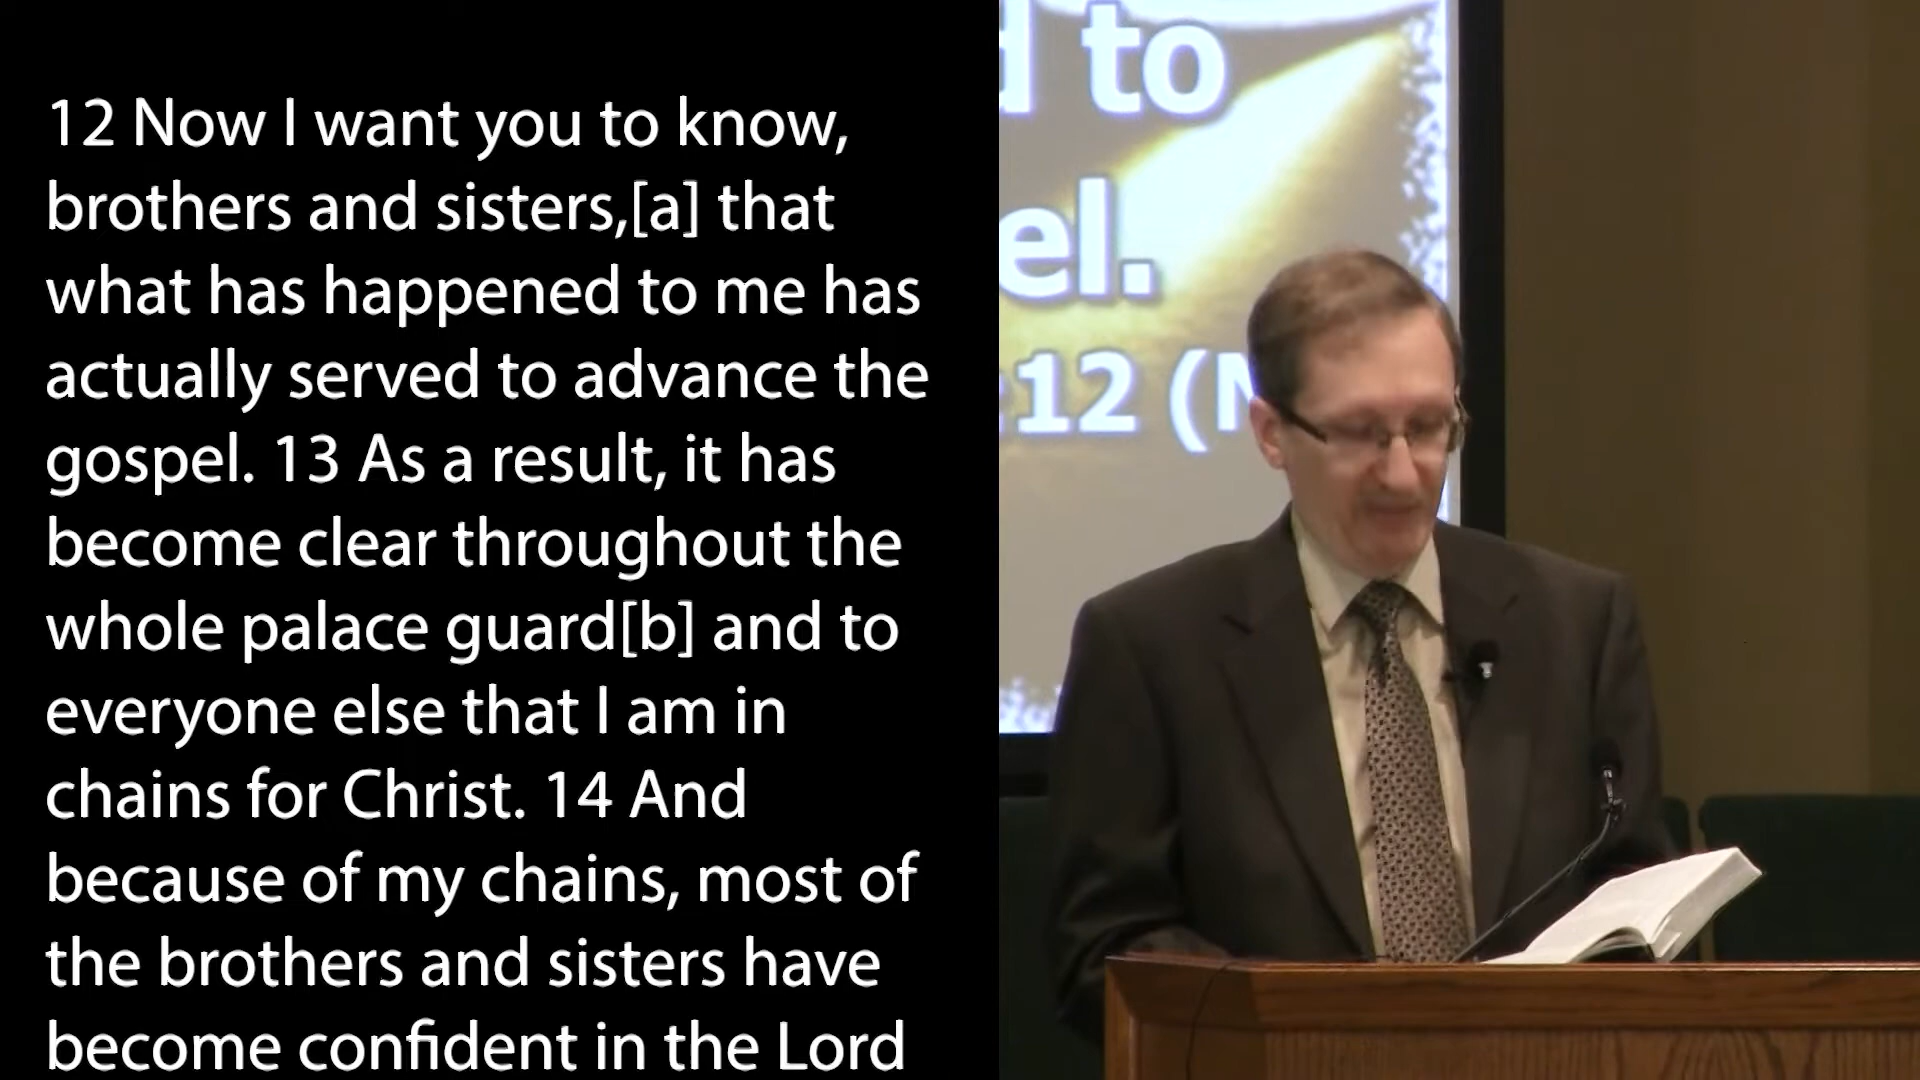 12 Now I want you to know,
brothers and sisters,[a] that
what has happened to me has
actually served to advance the
gospel. 13 As a result, it has
become clear throughout the
whole palace guard[b] and to
everyone else that I am in
chains for Christ. 14 And
because of my chains, most of
the brothers and sisters have
become confident in the Lord
to
el.
:12 (N